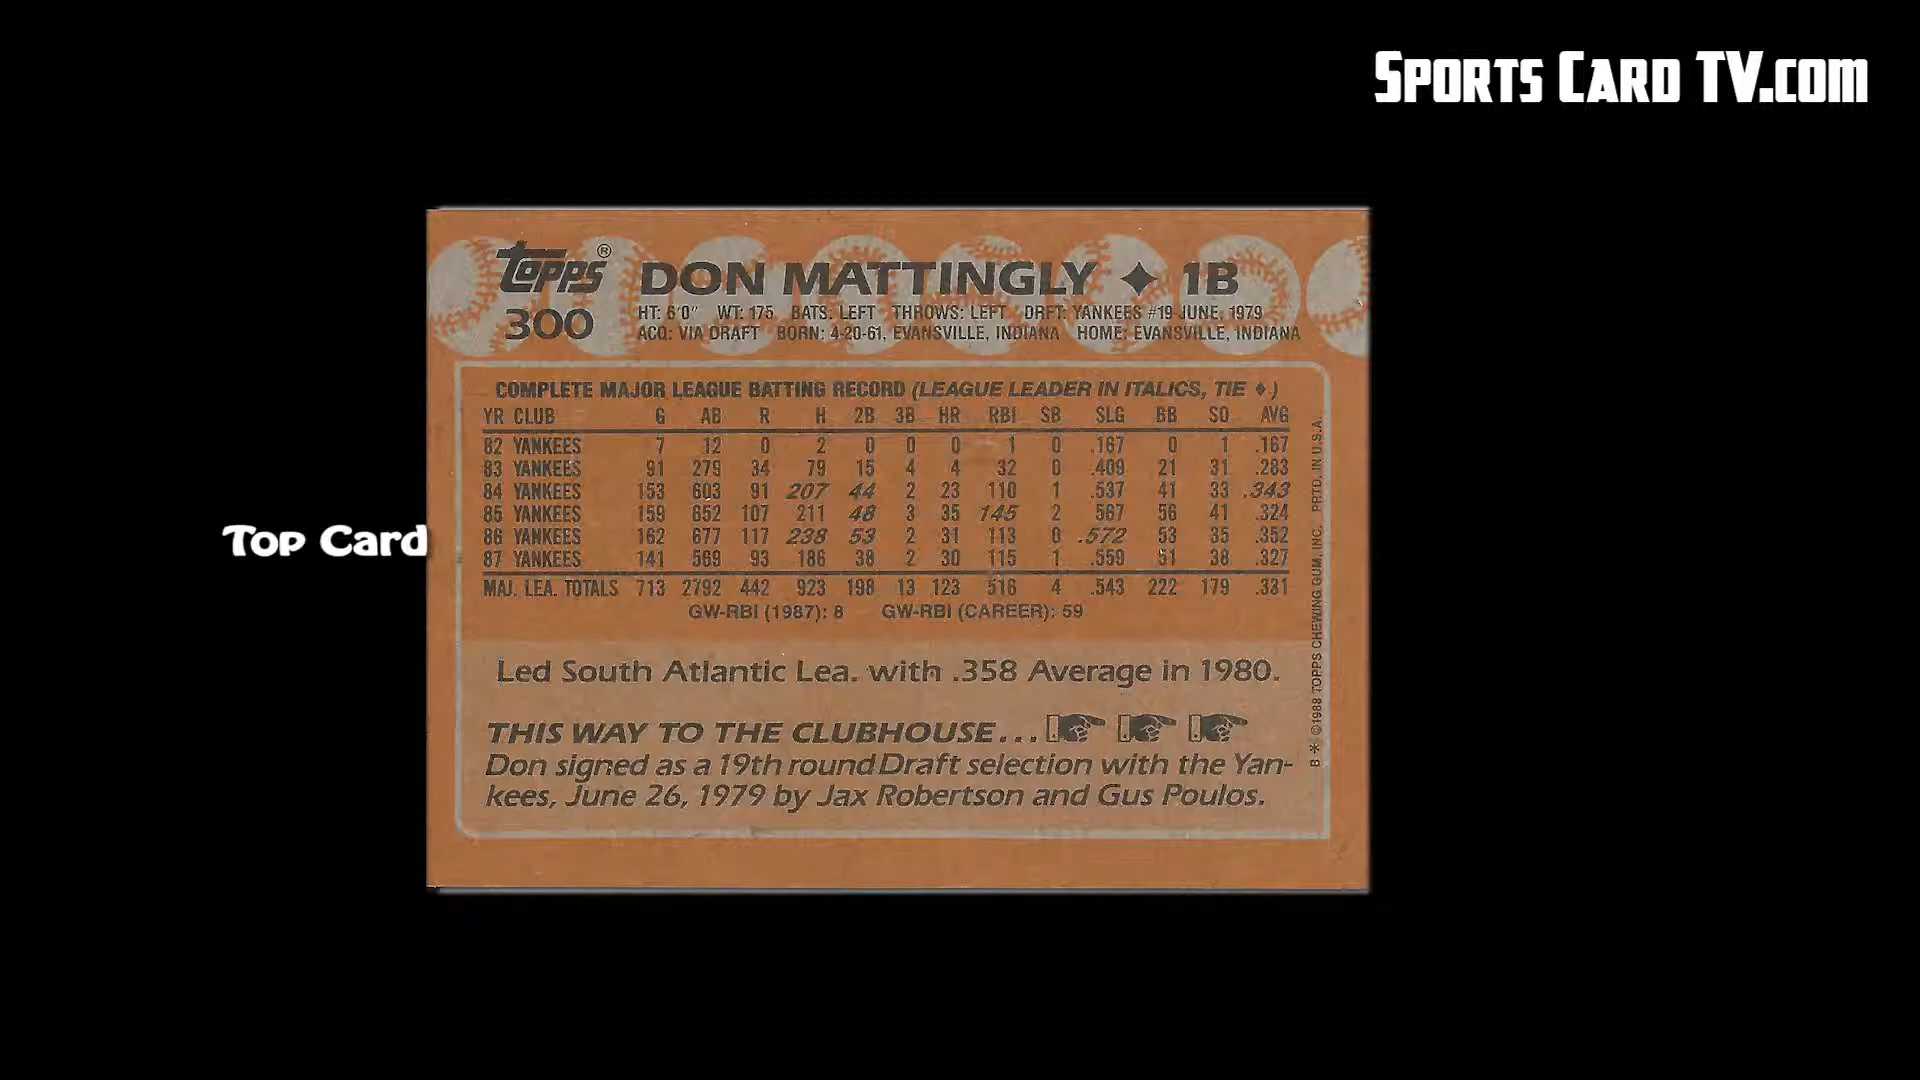 SPORTS CARD TV.COM
topps®
300
DON MATTINGLY ✦ 1B
HT: 6'0" WT: 175 BATS: LEFT THROWS: LEFT DRFT: YANKEES #19 JUNE, 1979
ACQ: VIA DRAFT BORN: 4-20-61, EVANSVILLE, INDIANA HOME: EVANSVILLE, INDIANA
COMPLETE MAJOR LEAGUE BATTING RECORD (LEAGUE LEADER IN ITALICS, TIE ♦)
YR CLUB G AB R H 2B 3B HR RBI SB SLG BB SO AVG
82 YANKEES 7 12 0 2 0 0 0 1 0 .167 0 1 .167
83 YANKEES 91 279 34 79 15 4 4 32 0 .409 21 31 .283
84 YANKEES 153 603 91 207 44 2 23 110 1 .537 41 33 .343
85 YANKEES 159 652 107 211 48 3 35 145 2 .567 56 41 .324
86 YANKEES 162 677 117 238 53 2 31 113 0 .572 53 35 .352
87 YANKEES 141 569 93 186 38 2 30 115 1 .559 51 38 .327
MAJ. LEA. TOTALS 713 2792 442 923 198 13 123 516 4 .543 222 179 .331
GW-RBI (1987): 8 GW-RBI (CAREER): 59
Top Card
Led South Atlantic Lea. with .358 Average in 1980.
THIS WAY TO THE CLUBHOUSE...
Don signed as a 19th round Draft selection with the Yan-
kees, June 26, 1979 by Jax Robertson and Gus Poulos.
B * ©1988 TOPPS CHEWING GUM, INC. PRTD. IN U.S.A.